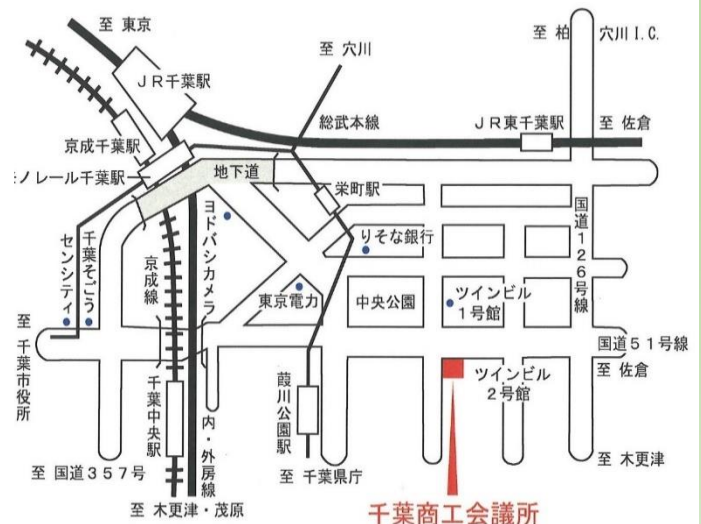 至 東京
至 穴川
至 柏
穴川I.C.
JR千葉駅
総武本線
JR東千葉駅
至 佐倉
京成千葉駅
モノレール千葉駅
地下道
栄町駅
国道126号線
ヨドバシカメラ
りそな銀行
千葉そごう
センシティ
京成線
東京電力
中央公園
ツインビル
1号館
至 千葉市役所
国道51号線
至 佐倉
千葉中央駅
内・外房線
葭川公園駅
ツインビル
2号館
至 国道357号
至 千葉県庁
至 木更津
至 木更津・茂原
千葉商工会議所